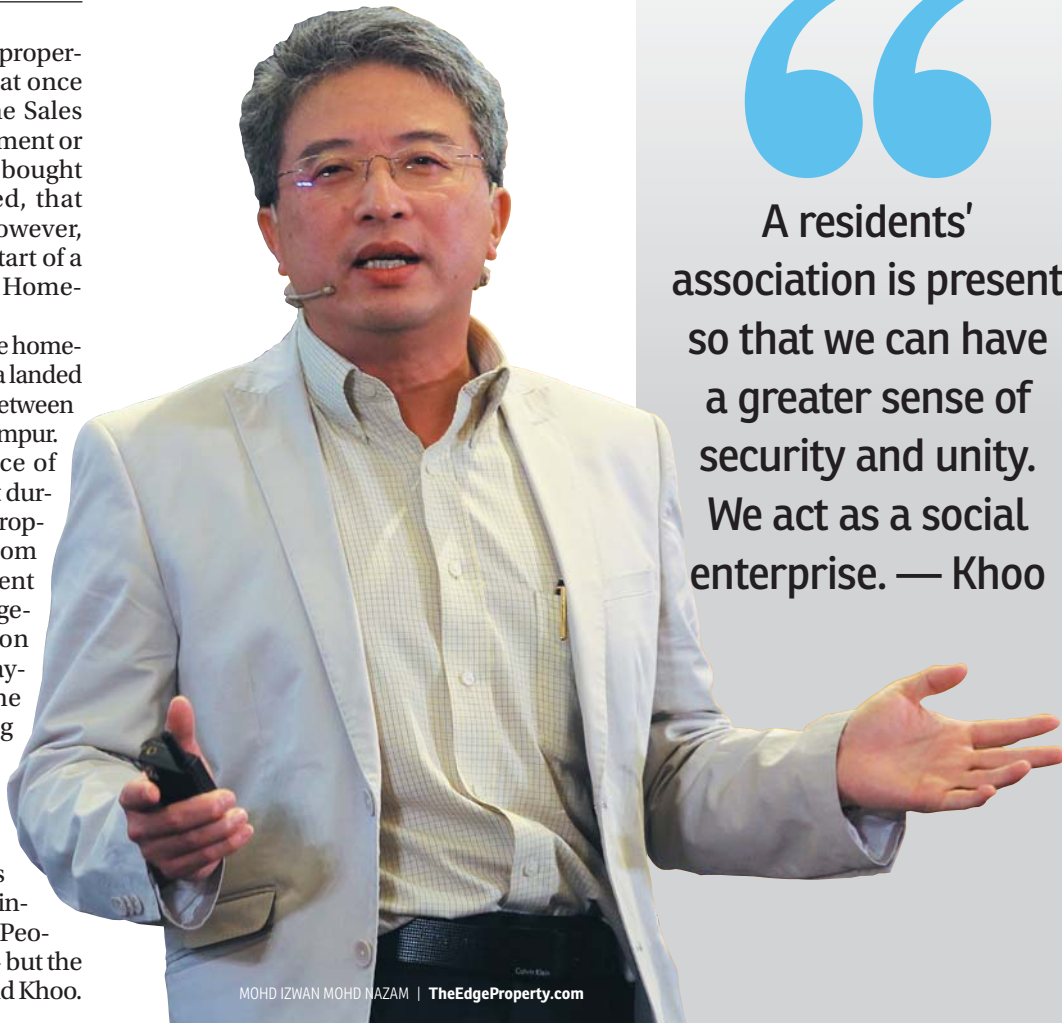 proper-
at once
Sales
ment or
bought
that
owever,
tart of a
Home-
home-
a landed
etween
mpur.
ce of
dur-
rop-
om
ent
ge-
on
ay-
he
g
s
in-
Peo-
but the
d Khoo.
A residents'
association is present
so that we can have
a greater sense of
security and unity.
We act as a social
enterprise. — Khoo
Calvin Klein
MOHD IZWAN MOHD NAZAM | TheEdgeProperty.com